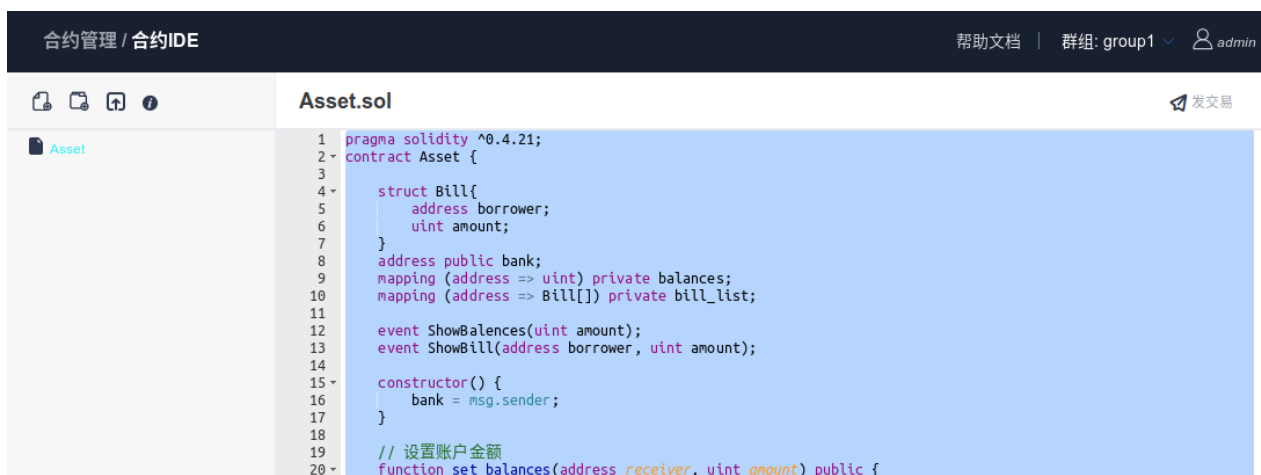 合约管理 / 合约IDE
帮助文档 群组: group1 admin
Asset.sol
发交易
Asset
1 pragma solidity ^0.4.21;
2 contract Asset {
3
4 struct Bill{
5 address borrower;
6 uint amount;
7 }
8 address public bank;
9 mapping (address => uint) private balances;
10 mapping (address => Bill[]) private bill_list;
11
12 event ShowBalences(uint amount);
13 event ShowBill(address borrower, uint amount);
14
15 constructor() {
16 bank = msg.sender;
17 }
18
19 // 设置账户金额
20 function set_balances(address receiver, uint amount) public {